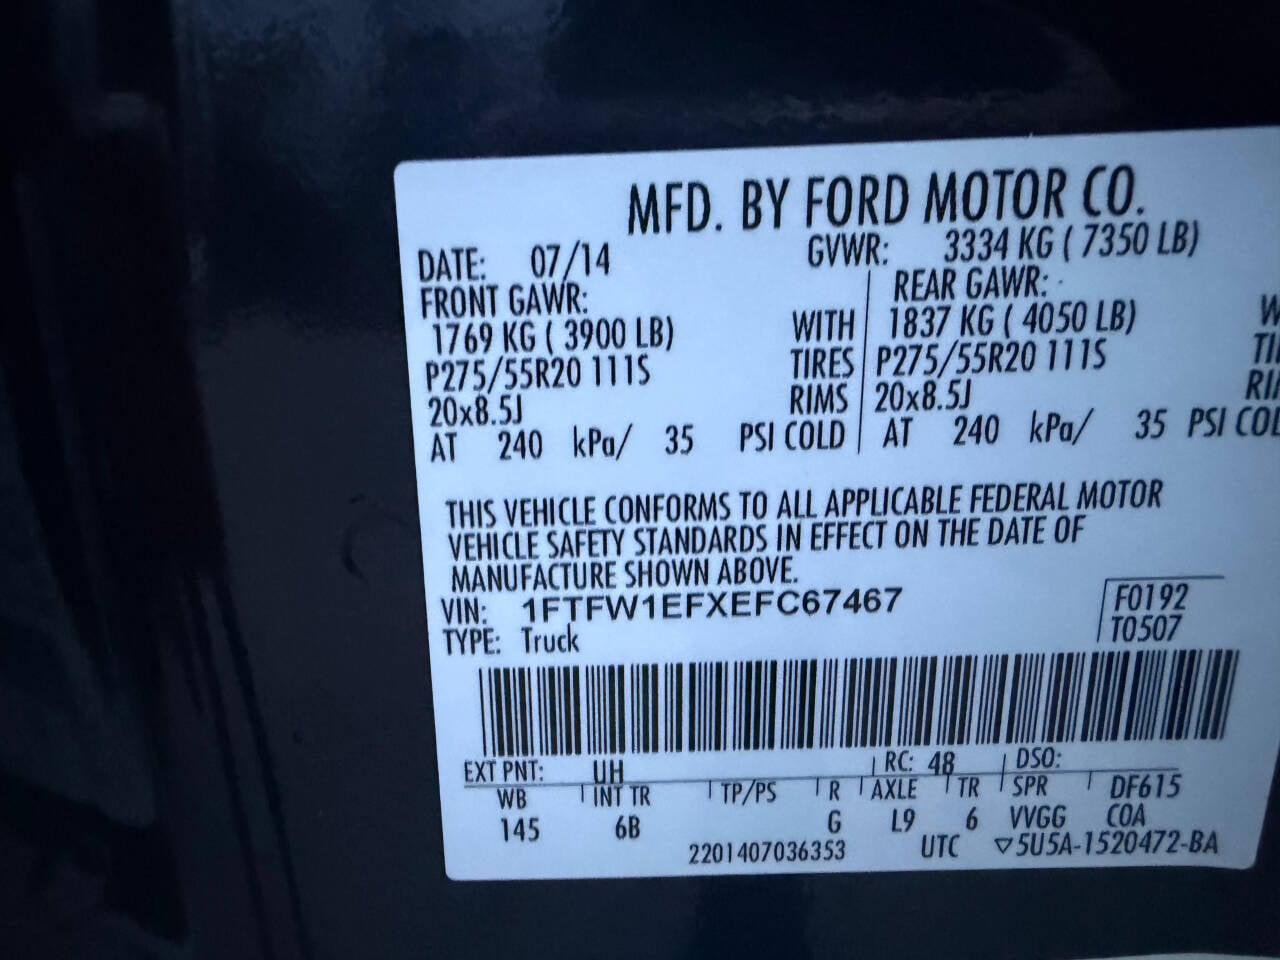 MFD. BY FORD MOTOR CO.
DATE: 07/14 GVWR: 3334 KG ( 7350 LB)
FRONT GAWR: REAR GAWR:
1769 KG ( 3900 LB) WITH 1837 KG ( 4050 LB) W
P275/55R20 111S TIRES P275/55R20 111S TI
20x8.5J RIMS 20x8.5J RI
AT 240 kPa/ 35 PSI COLD AT 240 kPa/ 35 PSI COL
THIS VEHICLE CONFORMS TO ALL APPLICABLE FEDERAL MOTOR
VEHICLE SAFETY STANDARDS IN EFFECT ON THE DATE OF
MANUFACTURE SHOWN ABOVE.
VIN: 1FTFW1EFXEFC67467 F0192
TYPE: Truck T0507
EXT PNT: UH RC: 48 DSO:
WB INT TR TP/PS R AXLE TR SPR DF615
145 6B G L9 6 VVGG COA
2201407036353 UTC ▽5U5A-1520472-BA